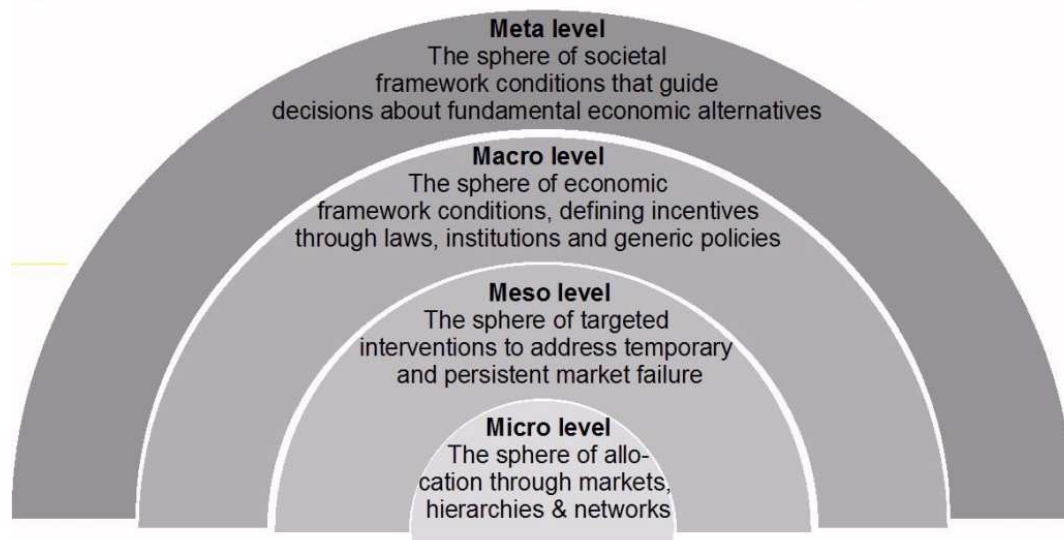 Meta level
The sphere of societal
framework conditions that guide
decisions about fundamental economic alternatives
Macro level
The sphere of economic
framework conditions, defining incentives
through laws, institutions and generic policies
Meso level
The sphere of targeted
interventions to address temporary
and persistent market failure
Micro level
The sphere of allo-
cation through markets,
hierarchies & networks